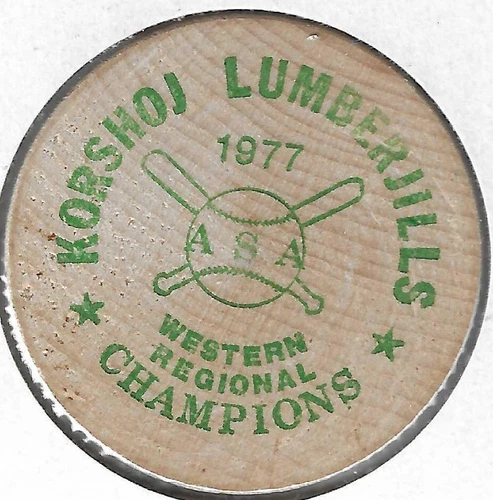 KORSHOJ LUMBERJILLS
1977
ASA
WESTERN
REGIONAL
CHAMPIONS